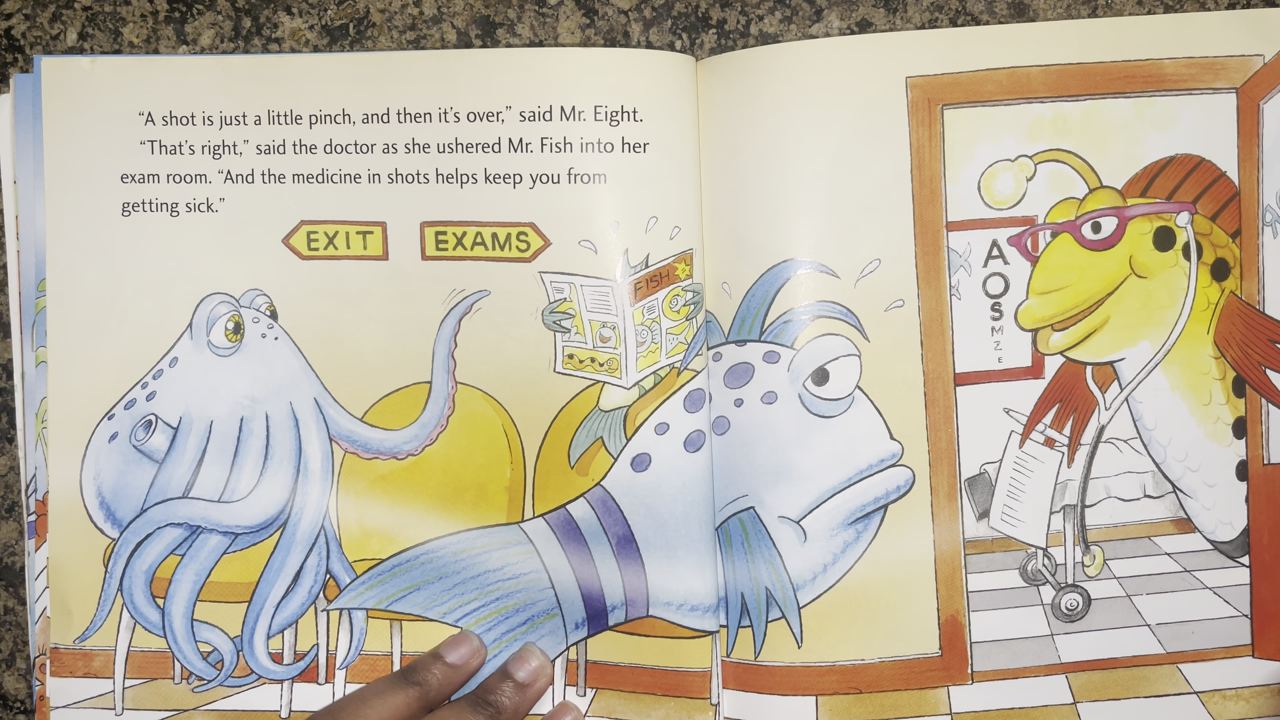 “A shot is just a little pinch, and then it’s over,” said Mr. Eight.
“That’s right,” said the doctor as she ushered Mr. Fish into her
exam room. “And the medicine in shots helps keep you from
getting sick.”
EXIT
EXAMS
FISH
A
O
S
M
Z
E